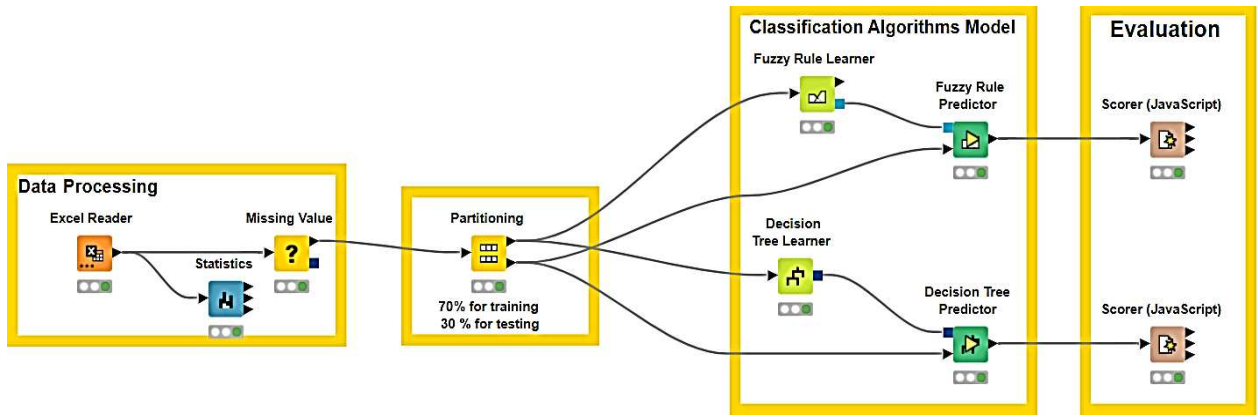 Data Processing
Excel Reader
Statistics
Missing Value
Partitioning
70% for training
30 % for testing
Classification Algorithms Model
Fuzzy Rule Learner
Fuzzy Rule
Predictor
Decision
Tree Learner
Decision Tree
Predictor
Evaluation
Scorer (JavaScript)
Scorer (JavaScript)